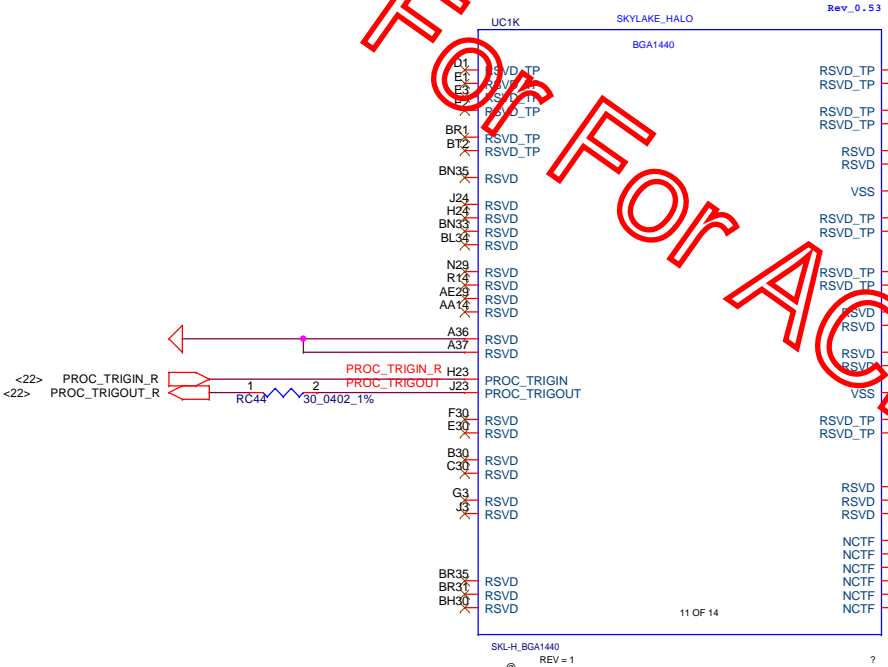 Rev_0.53
UC1K
SKYLAKE_HALO
BGA1440
D1 RSVD_TP RSVD_TP
E1 RSVD_TP RSVD_TP
E3 RSVD_TP
E2 RSVD_TP RSVD_TP
RSVD_TP
BR1 RSVD_TP
BT2 RSVD_TP RSVD
RSVD
BN35 RSVD
VSS
J24 RSVD
H24 RSVD RSVD_TP
BN33 RSVD RSVD_TP
BL34 RSVD
N29 RSVD RSVD_TP
R14 RSVD RSVD_TP
AE29 RSVD
AA14 RSVD RSVD
RSVD
A36 RSVD
A37 RSVD RSVD
RSVD
<22> PROC_TRIGIN_R PROC_TRIGIN_R H23 PROC_TRIGIN
<22> PROC_TRIGOUT_R 1 2 PROC_TRIGOUT J23 PROC_TRIGOUT VSS
RC44 30_0402_1%
F30 RSVD RSVD_TP
E30 RSVD RSVD_TP
B30 RSVD
C30 RSVD
RSVD
G3 RSVD RSVD
J3 RSVD RSVD
NCTF
NCTF
NCTF
BR35 RSVD NCTF
BR31 RSVD NCTF
BH30 RSVD NCTF
11 OF 14
SKL-H_BGA1440
@ REV = 1 ?
For For